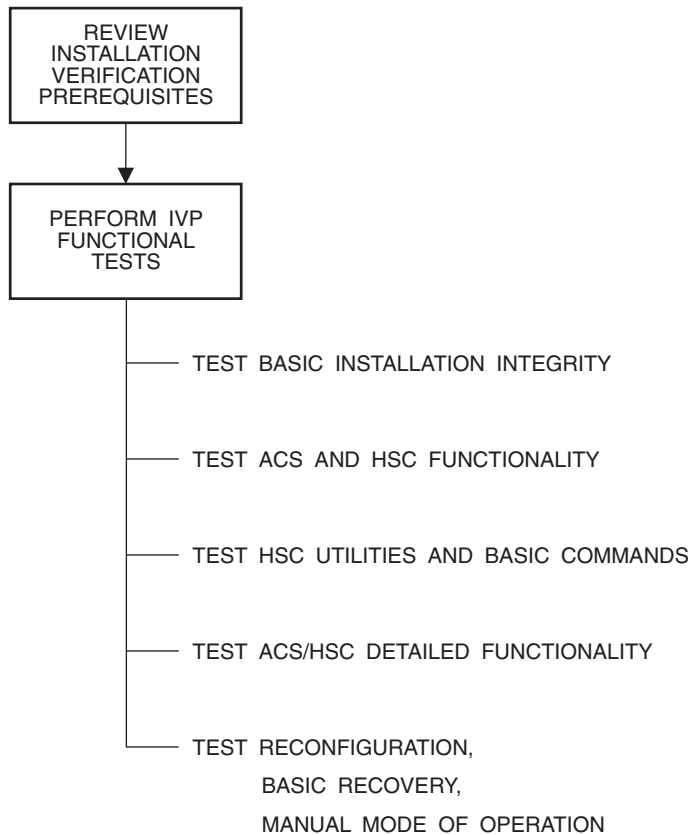 REVIEW
INSTALLATION
VERIFICATION
PREREQUISITES
PERFORM IVP
FUNCTIONAL
TESTS
TEST BASIC INSTALLATION INTEGRITY
TEST ACS AND HSC FUNCTIONALITY
TEST HSC UTILITIES AND BASIC COMMANDS
TEST ACS/HSC DETAILED FUNCTIONALITY
TEST RECONFIGURATION,
BASIC RECOVERY,
MANUAL MODE OF OPERATION